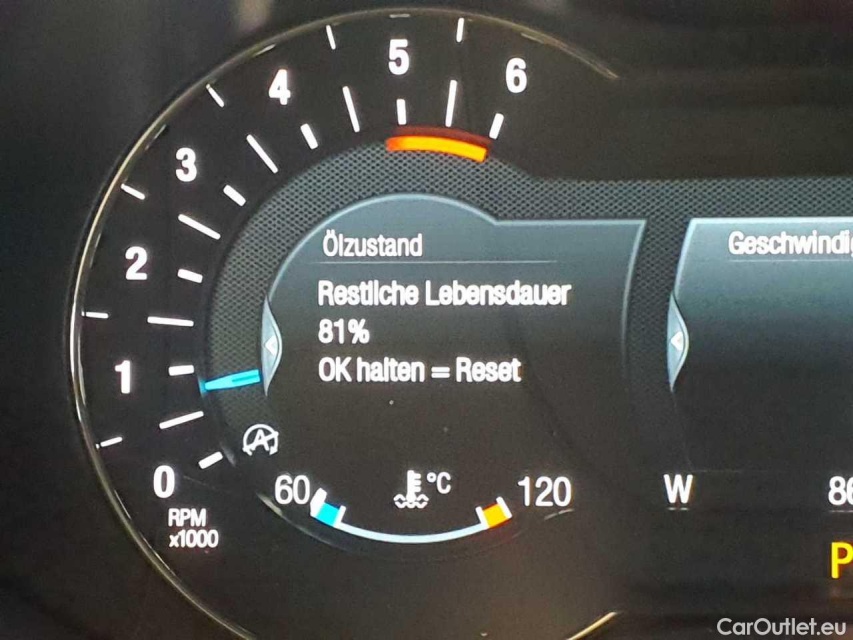 5
6
4
3
2
1
0
RPM
x1000
Ölzustand
Restliche Lebensdauer
81%
OK halten = Reset
60
°C
120
W
86
P
CarOutlet.eu